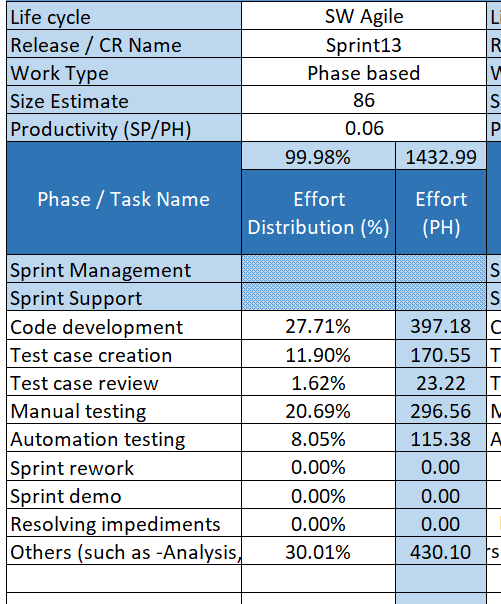 Life cycle SW Agile
Release / CR Name Sprint13
Work Type Phase based
Size Estimate 86
Productivity (SP/PH) 0.06
99.98% 1432.99
Phase / Task Name Effort Distribution (%) Effort (PH)
Sprint Management
Sprint Support
Code development 27.71% 397.18
Test case creation 11.90% 170.55
Test case review 1.62% 23.22
Manual testing 20.69% 296.56
Automation testing 8.05% 115.38
Sprint rework 0.00% 0.00
Sprint demo 0.00% 0.00
Resolving impediments 0.00% 0.00
Others (such as -Analysis, 30.01% 430.10